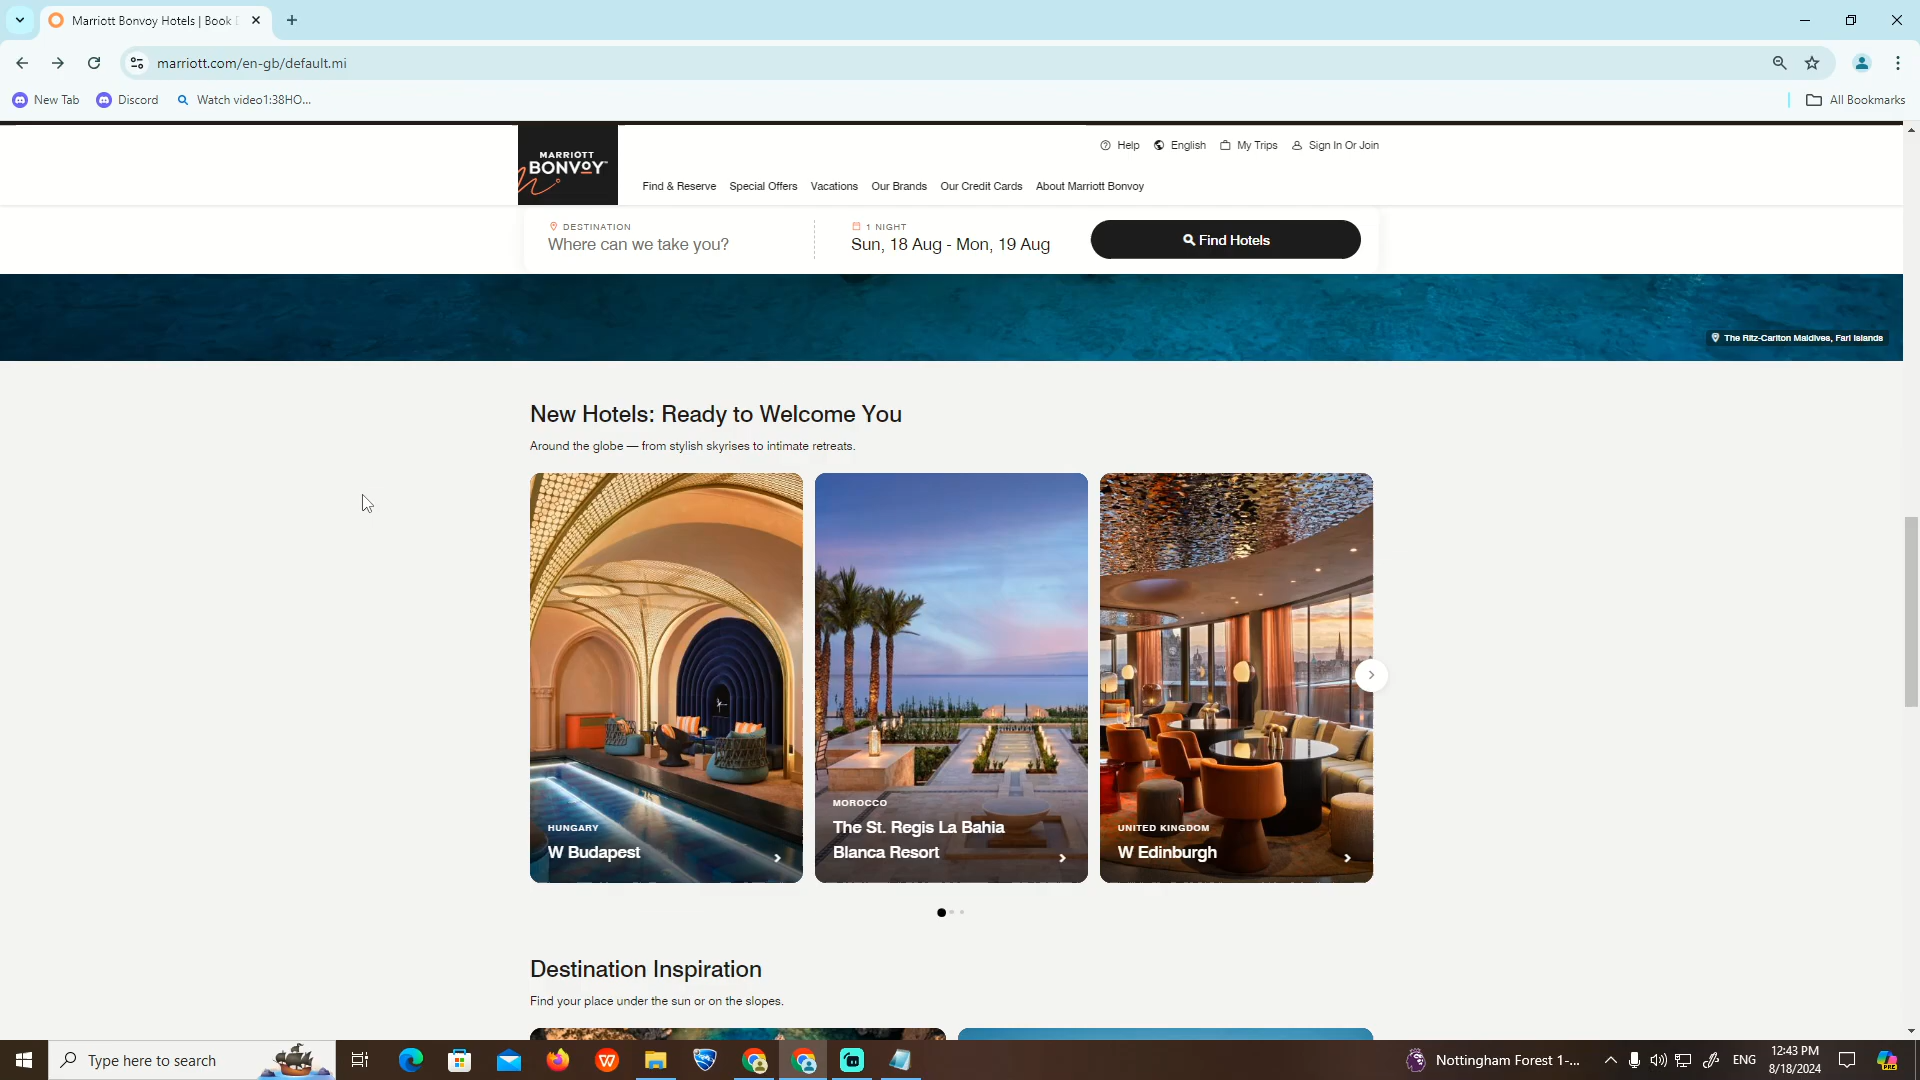 Marriott Bonvoy Hotels | Book
marriott.com/en-gb/default.mi
New Tab
Discord
Watch video1:38HO...
All Bookmarks
MARRIOTT
BONVOY™
Help
English
My Trips
Sign In Or Join
Find & Reserve
Special Offers
Vacations
Our Brands
Our Credit Cards
About Marriott Bonvoy
DESTINATION
Where can we take you?
1 NIGHT
Sun, 18 Aug - Mon, 19 Aug
Find Hotels
The Ritz-Carlton Maldives, Fari Islands
New Hotels: Ready to Welcome You
Around the globe — from stylish skyrises to intimate retreats.
HUNGARY
W Budapest
MOROCCO
The St. Regis La Bahia
Blanca Resort
UNITED KINGDOM
W Edinburgh
Destination Inspiration
Find your place under the sun or on the slopes.
Type here to search
Nottingham Forest 1-...
ENG
12:43 PM
8/18/2024